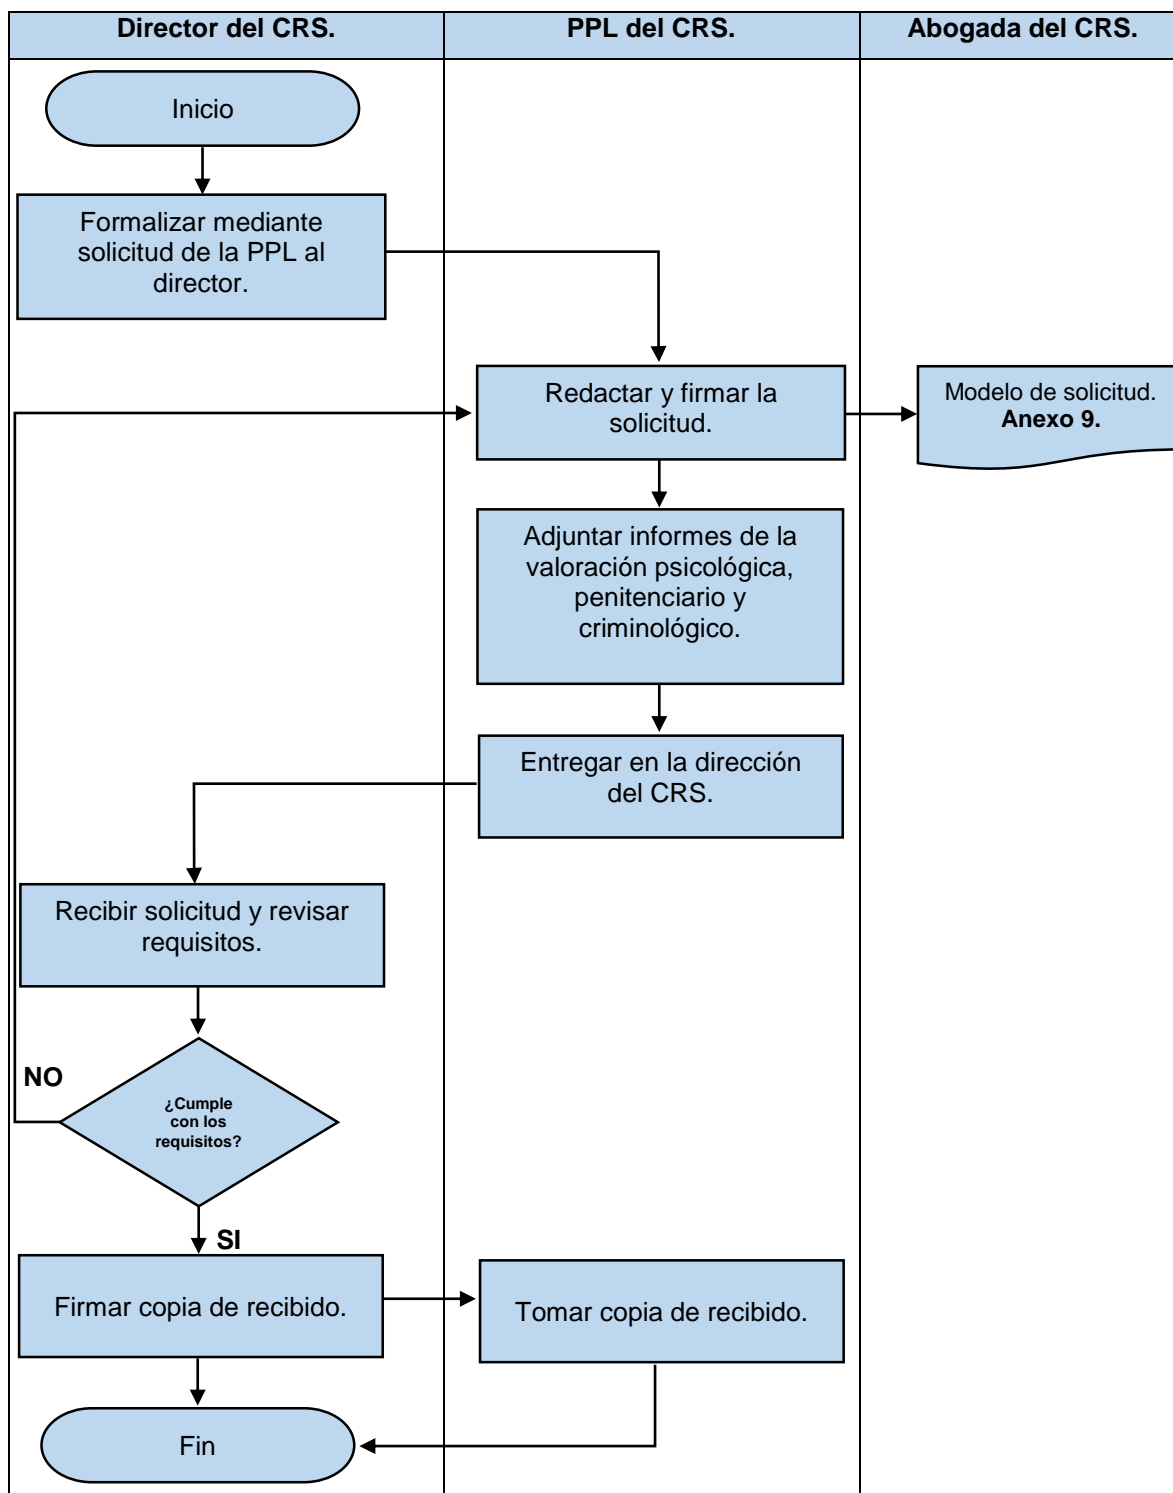 Director del CRS.
PPL del CRS.
Abogada del CRS.
Inicio
Formalizar mediante
solicitud de la PPL al
director.
Redactar y firmar la
solicitud.
Modelo de solicitud.
Anexo 9.
Adjuntar informes de la
valoración psicológica,
penitenciario y
criminológico.
Entregar en la dirección
del CRS.
Recibir solicitud y revisar
requisitos.
NO
¿Cumple
con los
requisitos?
SI
Firmar copia de recibido.
Tomar copia de recibido.
Fin